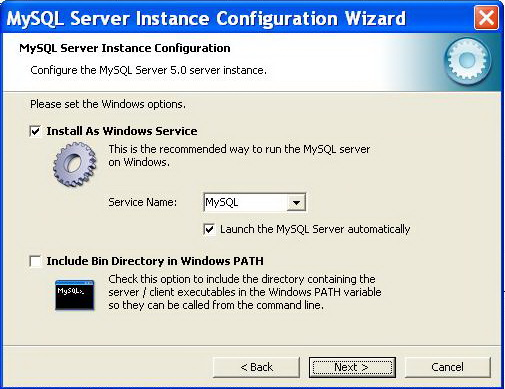 MySQL Server Instance Configuration Wizard
MySQL Server Instance Configuration
Configure the MySQL Server 5.0 server instance.
Please set the Windows options.
Install As Windows Service
This is the recommended way to run the MySQL server
on Windows.
Service Name:
MySQL
Launch the MySQL Server automatically
Include Bin Directory in Windows PATH
Check this option to include the directory containing the
server / client executables in the Windows PATH variable
so they can be called from the command line.
MySQL>_
< Back
Next >
Cancel